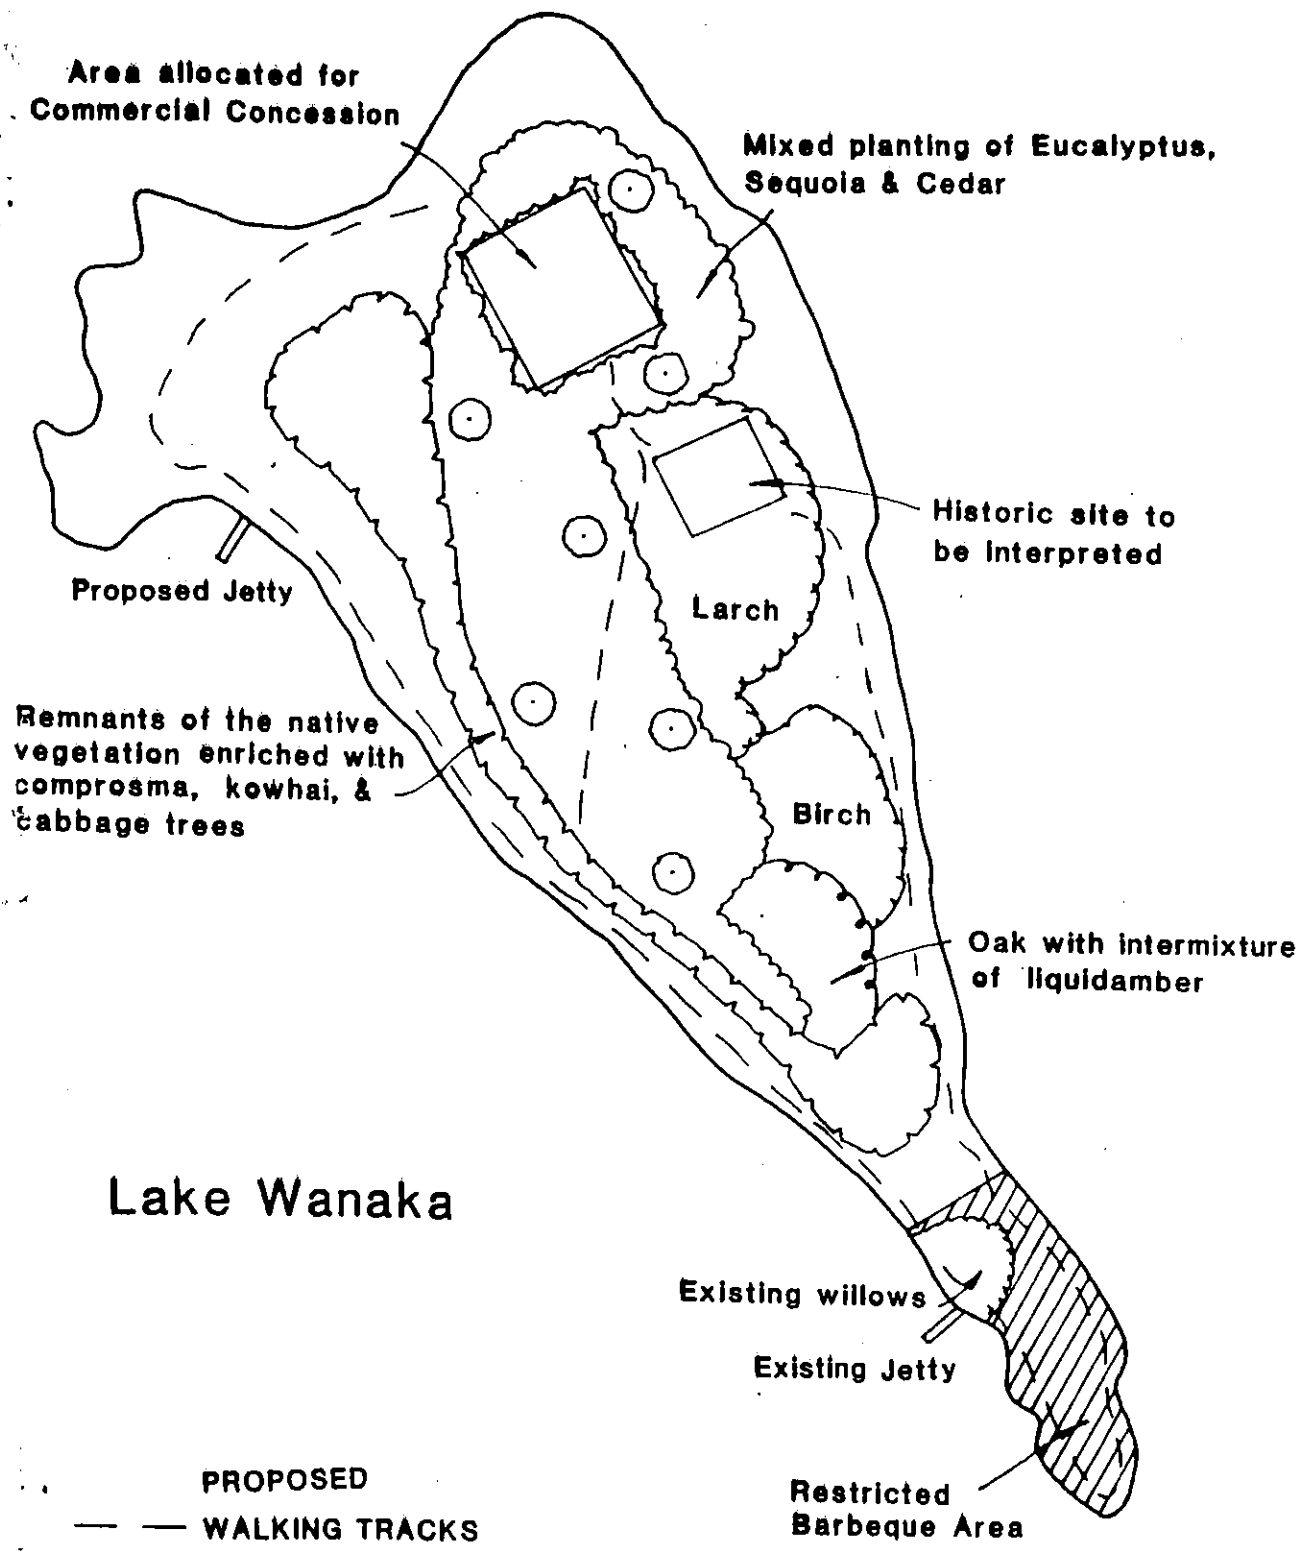 Area allocated for
Commercial Concession
Mixed planting of Eucalyptus,
Sequoia & Cedar
Historic site to
be interpreted
Proposed Jetty
Larch
Remnants of the native
vegetation enriched with
comprosma, kowhai, &
cabbage trees
Birch
Oak with intermixture
of liquidamber
Lake Wanaka
Existing willows
Existing Jetty
Restricted
Barbeque Area
PROPOSED
WALKING TRACKS